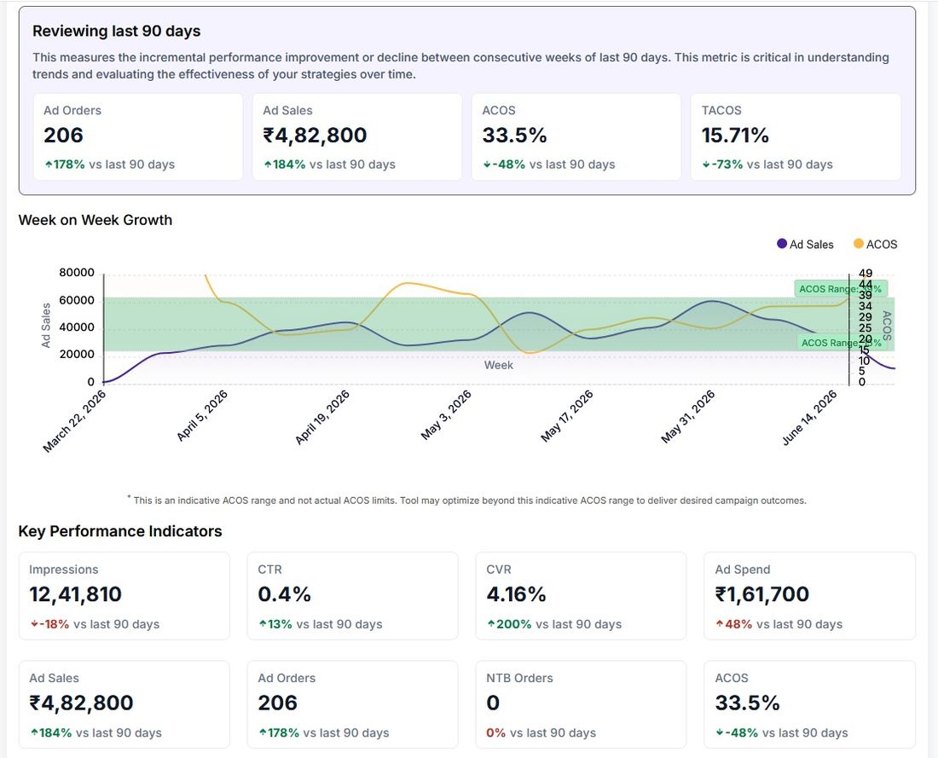 Reviewing last 90 days
This measures the incremental performance improvement or decline between consecutive weeks of last 90 days. This metric is critical in understanding
trends and evaluating the effectiveness of your strategies over time.
Ad Orders
206
178% vs last 90 days
Ad Sales
₹4,82,800
184% vs last 90 days
ACOS
33.5%
-48% vs last 90 days
TACOS
15.71%
-73% vs last 90 days
Week on Week Growth
Ad Sales
ACOS
80000
60000
40000
20000
0
Ad Sales
49
44
39
34
29
25
20
15
10
5
0
ACOS
ACOS Range:
%
ACOS Range:
%
Week
March 22, 2026
April 5, 2026
April 19, 2026
May 3, 2026
May 17, 2026
May 31, 2026
June 14, 2026
* This is an indicative ACOS range and not actual ACOS limits. Tool may optimize beyond this indicative ACOS range to deliver desired campaign outcomes.
Key Performance Indicators
Impressions
12,41,810
-18% vs last 90 days
CTR
0.4%
13% vs last 90 days
CVR
4.16%
200% vs last 90 days
Ad Spend
₹1,61,700
48% vs last 90 days
Ad Sales
₹4,82,800
184% vs last 90 days
Ad Orders
206
178% vs last 90 days
NTB Orders
0
0% vs last 90 days
ACOS
33.5%
-48% vs last 90 days